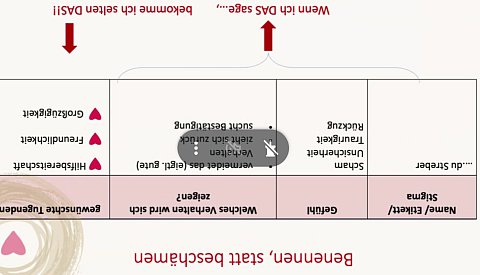 Benennen, statt beschämen
Name/ Etikett/
Stigma
Gefühl
Welches Verhalten wird sich
zeigen?
gewünschte Tugenden
....du Streber
Scham
Unsicherheit
Traurigkeit
Rückzug
vermeidet das (eigtl. gute)
Verhalten
zieht sich zurück
sucht Bestätigung
Hilfsbereitschaft
Freundlichkeit
Großzügigkeit
Wenn ich DAS sage...,
bekomme ich selten DAS!!